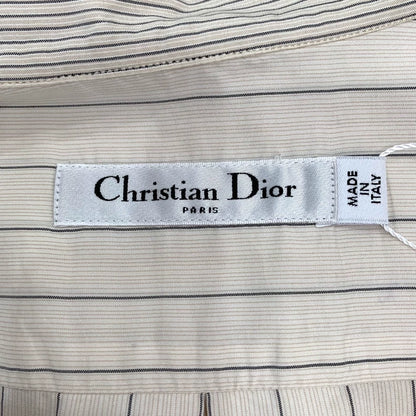 Christian Dior
PARIS
MADE
IN
ITALY